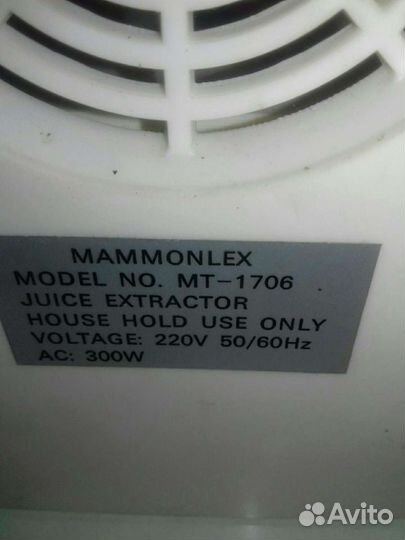 MAMMONLEX
MODEL NO. MT-1706
JUICE EXTRACTOR
HOUSE HOLD USE ONLY
VOLTAGE: 220V 50/60Hz
AC: 300W
Avito